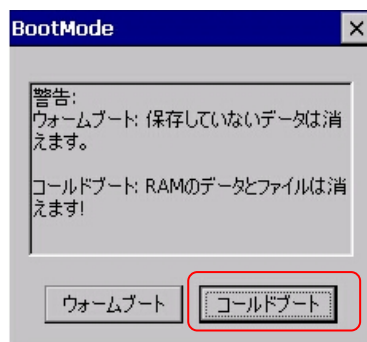 BootMode
警告:
ウォームブート: 保存していないデータは消
えます。
コールドブート: RAMのデータとファイルは消
えます!
ウォームブート
コールドブート